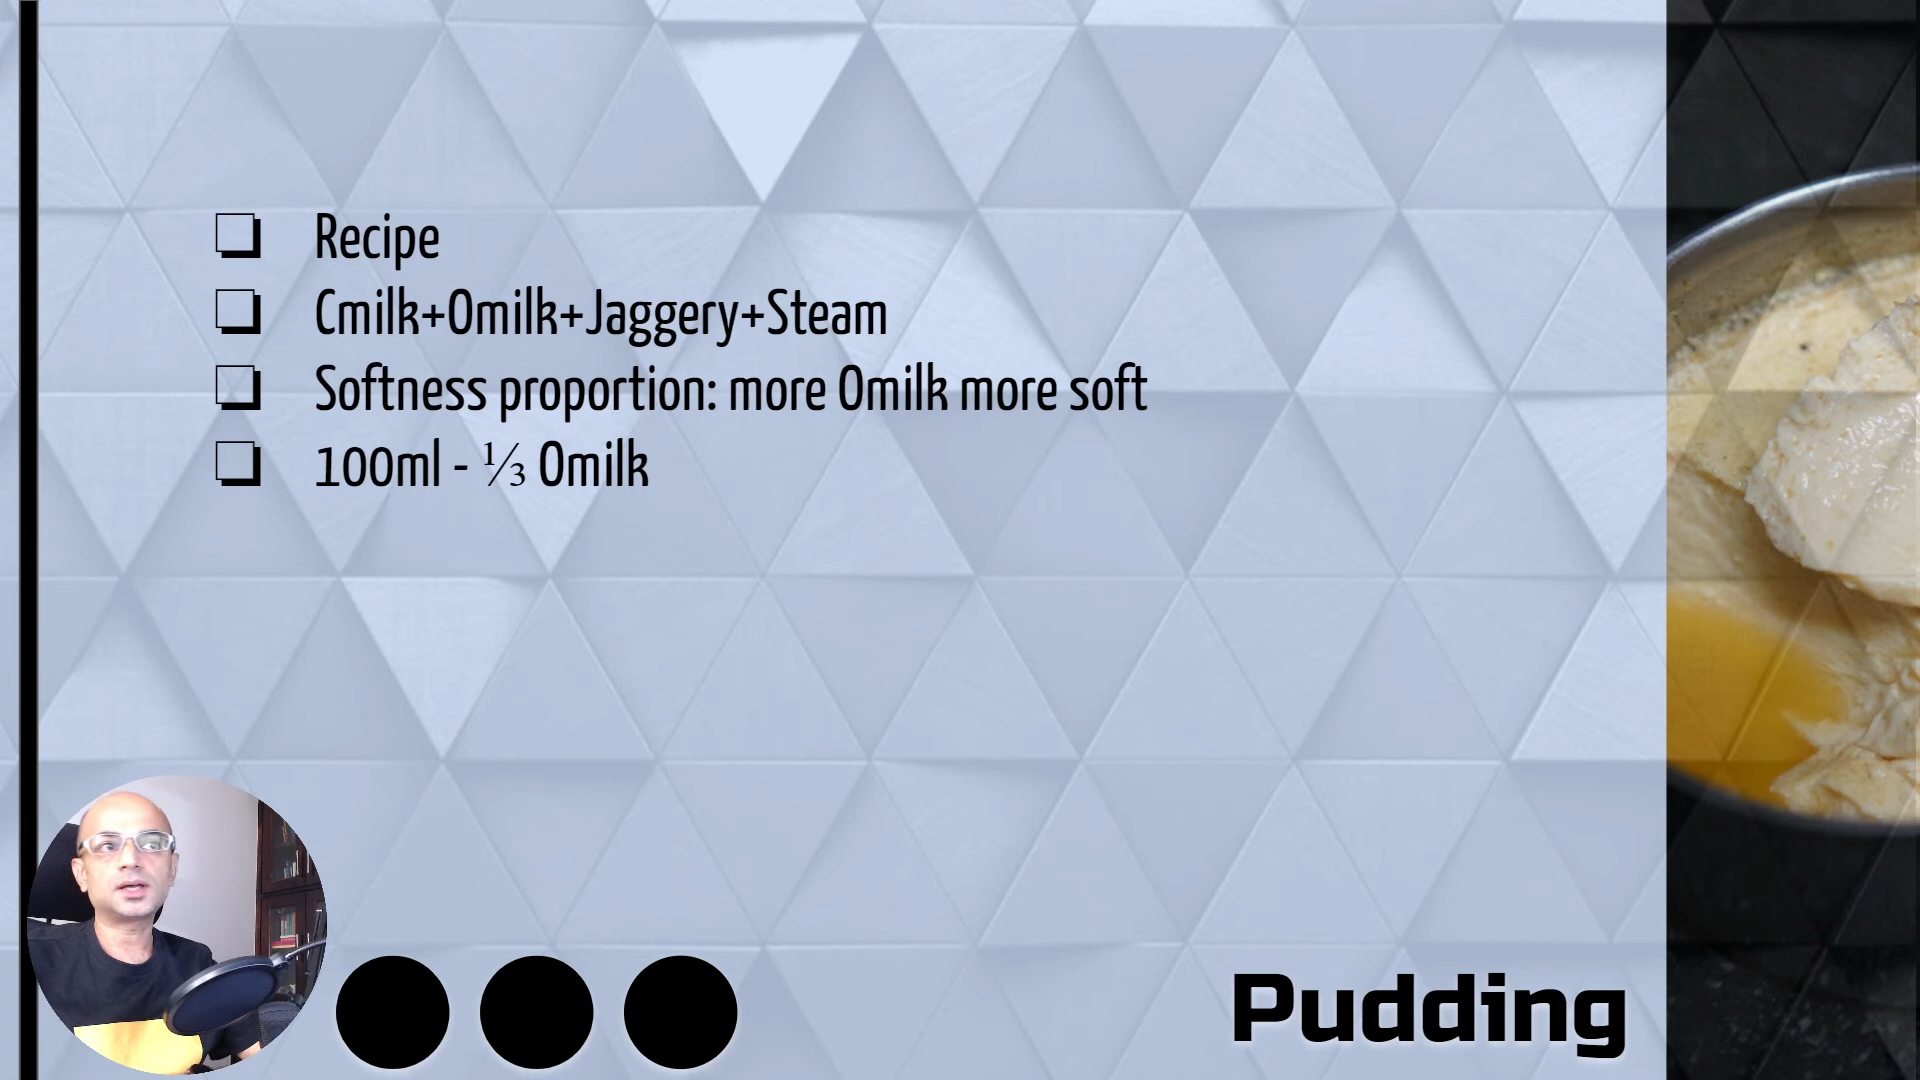 Recipe
Cmilk+Omilk+Jaggery+Steam
Softness proportion: more Omilk more soft
100ml - ⅓ Omilk
Pudding